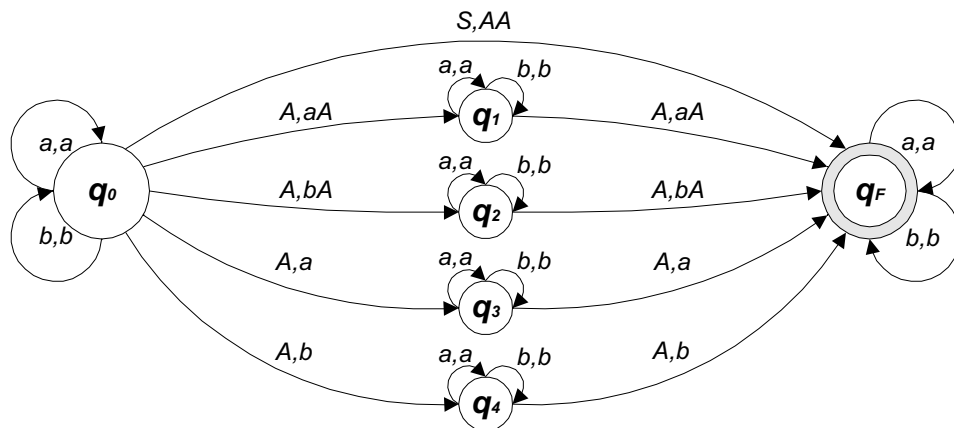 S,AA
a,a b,b
A,aA q1 A,aA
a,a a,a
a,a b,b
q0 A,bA q2 A,bA qF
b,b b,b
a,a b,b
A,a q3 A,a
a,a b,b
A,b q4 A,b